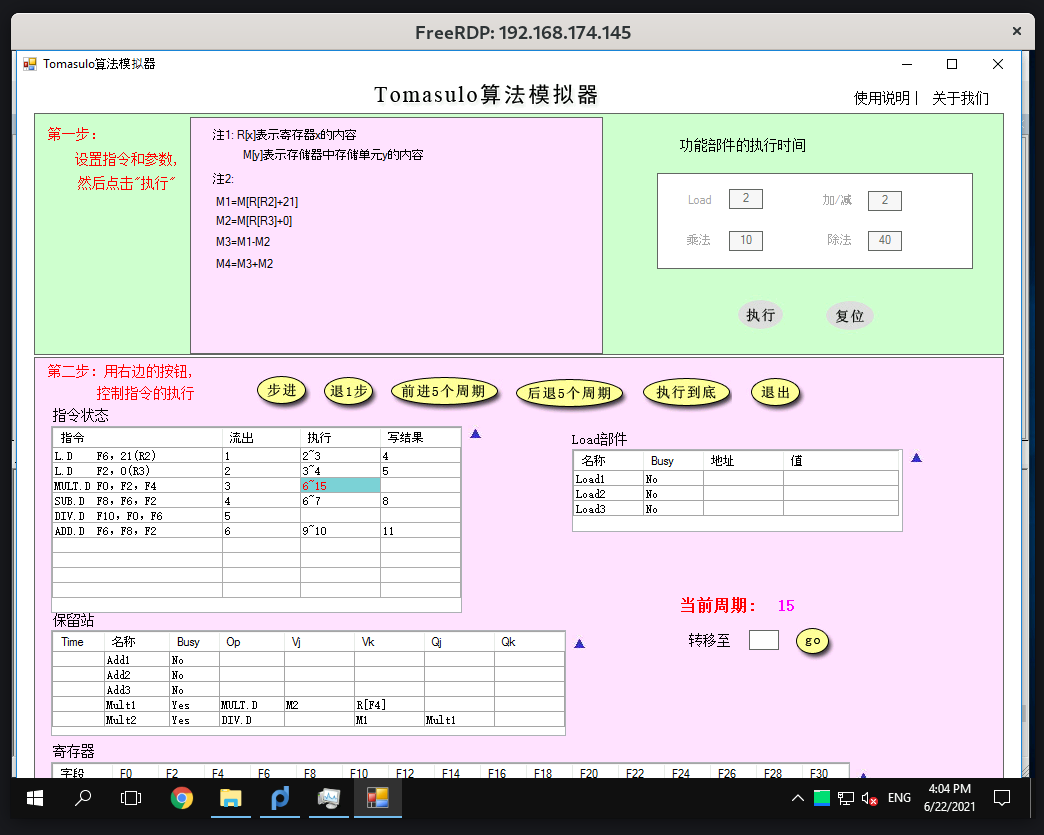 FreeRDP: 192.168.174.145
Tomasulo算法模拟器
Tomasulo算法模拟器
使用说明 | 关于我们
第一步:
设置指令和参数,
然后点击“执行”
注1: R[x]表示寄存器x的内容
M[y]表示存储器中存储单元y的内容
注2:
M1=M[R[R2]+21]
M2=M[R[R3]+0]
M3=M1-M2
M4=M3+M2
功能部件的执行时间
Load 2 加/减 2
乘法 10 除法 40
执行 复位
第二步: 用右边的按钮,
控制指令的执行
步进 退1步 前进5个周期 后退5个周期 执行到底 退出
指令状态
指令 流出 执行 写结果
L.D F6, 21(R2) 1 2~3 4
L.D F2, 0(R3) 2 3~4 5
MULT.D F0, F2, F4 3 6~15
SUB.D F8, F6, F2 4 6~7 8
DIV.D F10, F0, F6 5
ADD.D F6, F8, F2 6 9~10 11
Load部件
名称 Busy 地址 值
Load1 No
Load2 No
Load3 No
当前周期: 15
转移至 go
保留站
Time 名称 Busy Op Vj Vk Qj Qk
Add1 No
Add2 No
Add3 No
Mult1 Yes MULT.D M2 R[F4]
Mult2 Yes DIV.D M1 Mult1
寄存器
字段 F0 F2 F4 F6 F8 F10 F12 F14 F16 F18 F20 F22 F24 F26 F28 F30
ENG
4:04 PM
6/22/2021